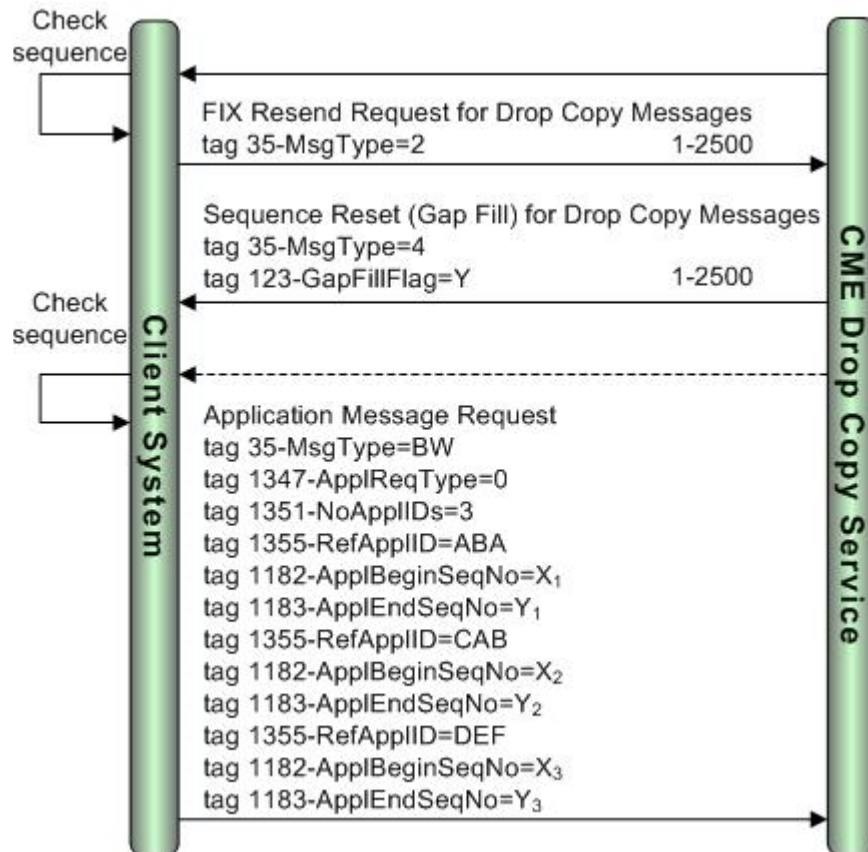 Check
sequence
FIX Resend Request for Drop Copy Messages
tag 35-MsgType=2 1-2500
Sequence Reset (Gap Fill) for Drop Copy Messages
tag 35-MsgType=4
tag 123-GapFillFlag=Y 1-2500
Check
sequence
Application Message Request
tag 35-MsgType=BW
tag 1347-ApplReqType=0
tag 1351-NoApplIDs=3
tag 1355-RefApplID=ABA
tag 1182-ApplBeginSeqNo=X₁
tag 1183-ApplEndSeqNo=Y₁
tag 1355-RefApplID=CAB
tag 1182-ApplBeginSeqNo=X₂
tag 1183-ApplEndSeqNo=Y₂
tag 1355-RefApplID=DEF
tag 1182-ApplBeginSeqNo=X₃
tag 1183-ApplEndSeqNo=Y₃
Client System
CME Drop Copy Service